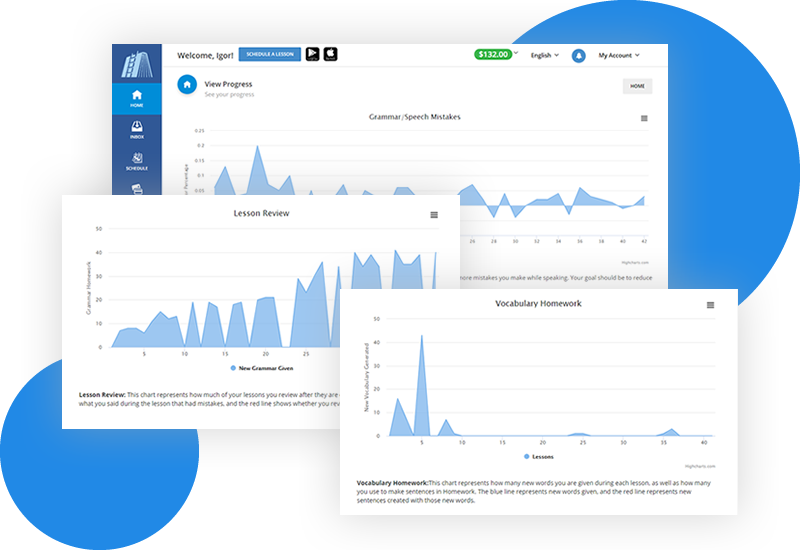 Welcome, Igor!
SCHEDULE A LESSON
$132.00
English
My Account
HOME
INBOX
SCHEDULE
View Progress
See your progress
HOME
Grammar/Speech Mistakes
0.25
0.2
0.15
0.1
0.05
Percentage
26 28 30 32 34 36 38 40 42
Highcharts.com
more mistakes you make while speaking. Your goal should be to reduce
Lesson Review
50
40
30
20
10
0
Grammar Homework
5 10 15 20 25
New Grammar Given
Lesson Review: This chart represents how much of your lessons you review after they are
what you said during the lesson that had mistakes, and the red line shows whether you revie
Vocabulary Homework
50
40
30
20
10
0
New Vocabulary Generated
5 10 15 20 25 30 35 40
Lessons
Highcharts.com
Vocabulary Homework:This chart represents how many new words you are given during each lesson, as well as how many
you use to make sentences in Homework. The blue line represents new words given, and the red line represents new
sentences created with those new words.